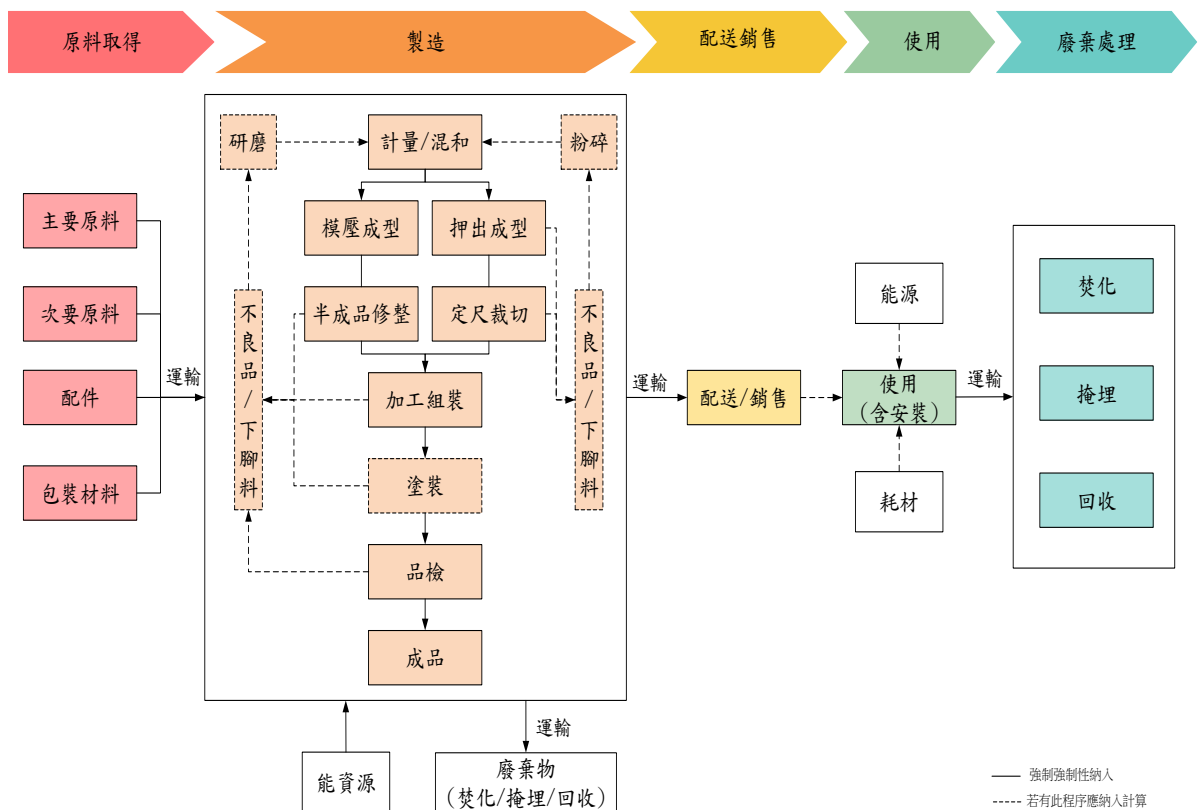 原料取得
製造
配送銷售
使用
廢棄處理
主要原料
次要原料
配件
包裝材料
運輸
研磨
計量/混和
粉碎
模壓成型
押出成型
半成品修整
定尺裁切
不良品/下腳料
加工組裝
不良品/下腳料
塗裝
品檢
成品
能資源
運輸
廢棄物
(焚化/掩埋/回收)
運輸
配送/銷售
能源
使用
(含安裝)
耗材
運輸
焚化
掩埋
回收
強制強制性納入
若有此程序應納入計算